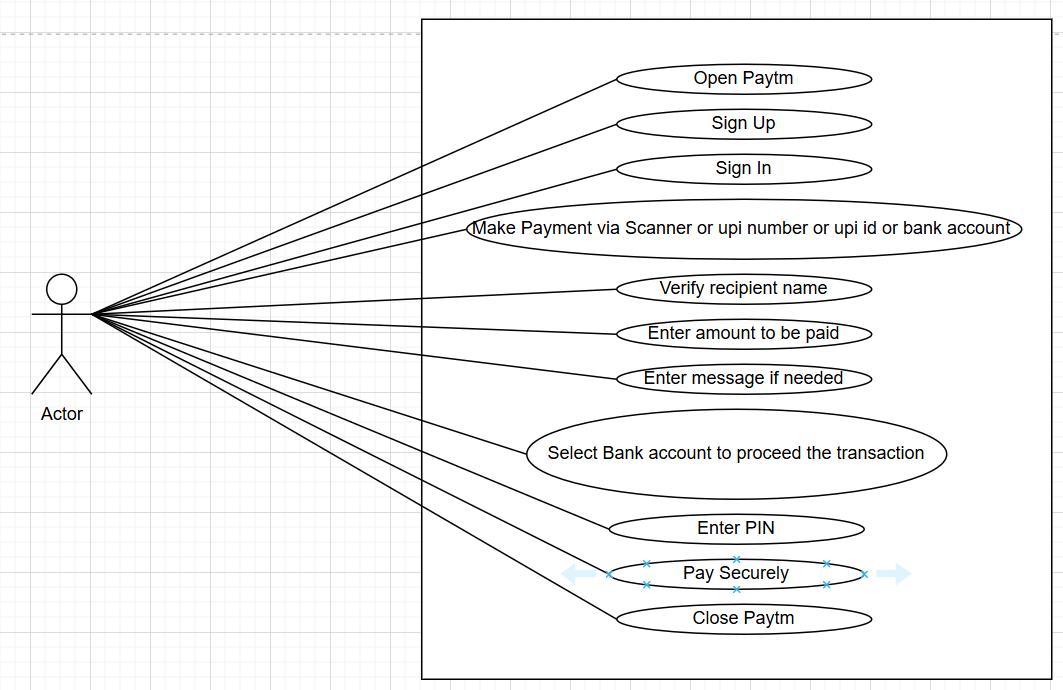 Open Paytm
Sign Up
Sign In
Make Payment via Scanner or upi number or upi id or bank account
Verify recipient name
Enter amount to be paid
Enter message if needed
Actor
Select Bank account to proceed the transaction
Enter PIN
Pay Securely
Close Paytm